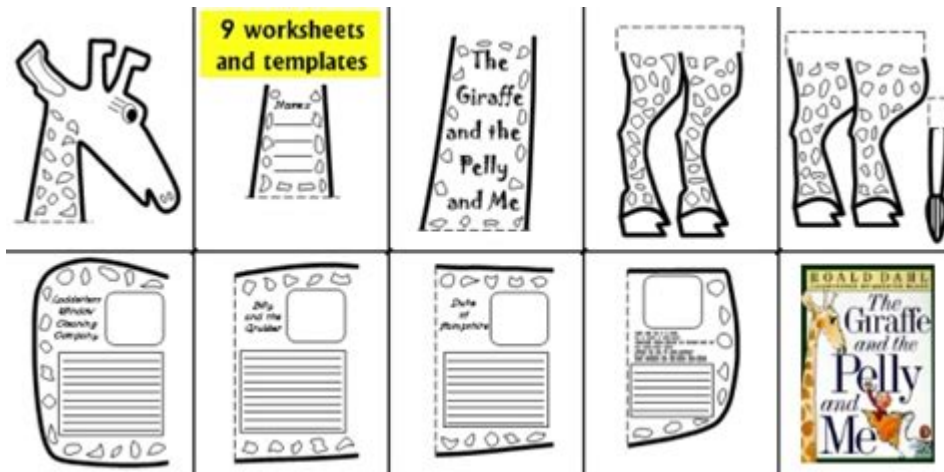 9 worksheets
and templates
Name:
The
Giraffe
and the
Pelly
and Me
Ladderless
Window
Cleaning
Company
Billy
and the
Grubber
Duke
of
Hampshire
ROALD DAHL
The
Giraffe
and the
Pelly
and
Me